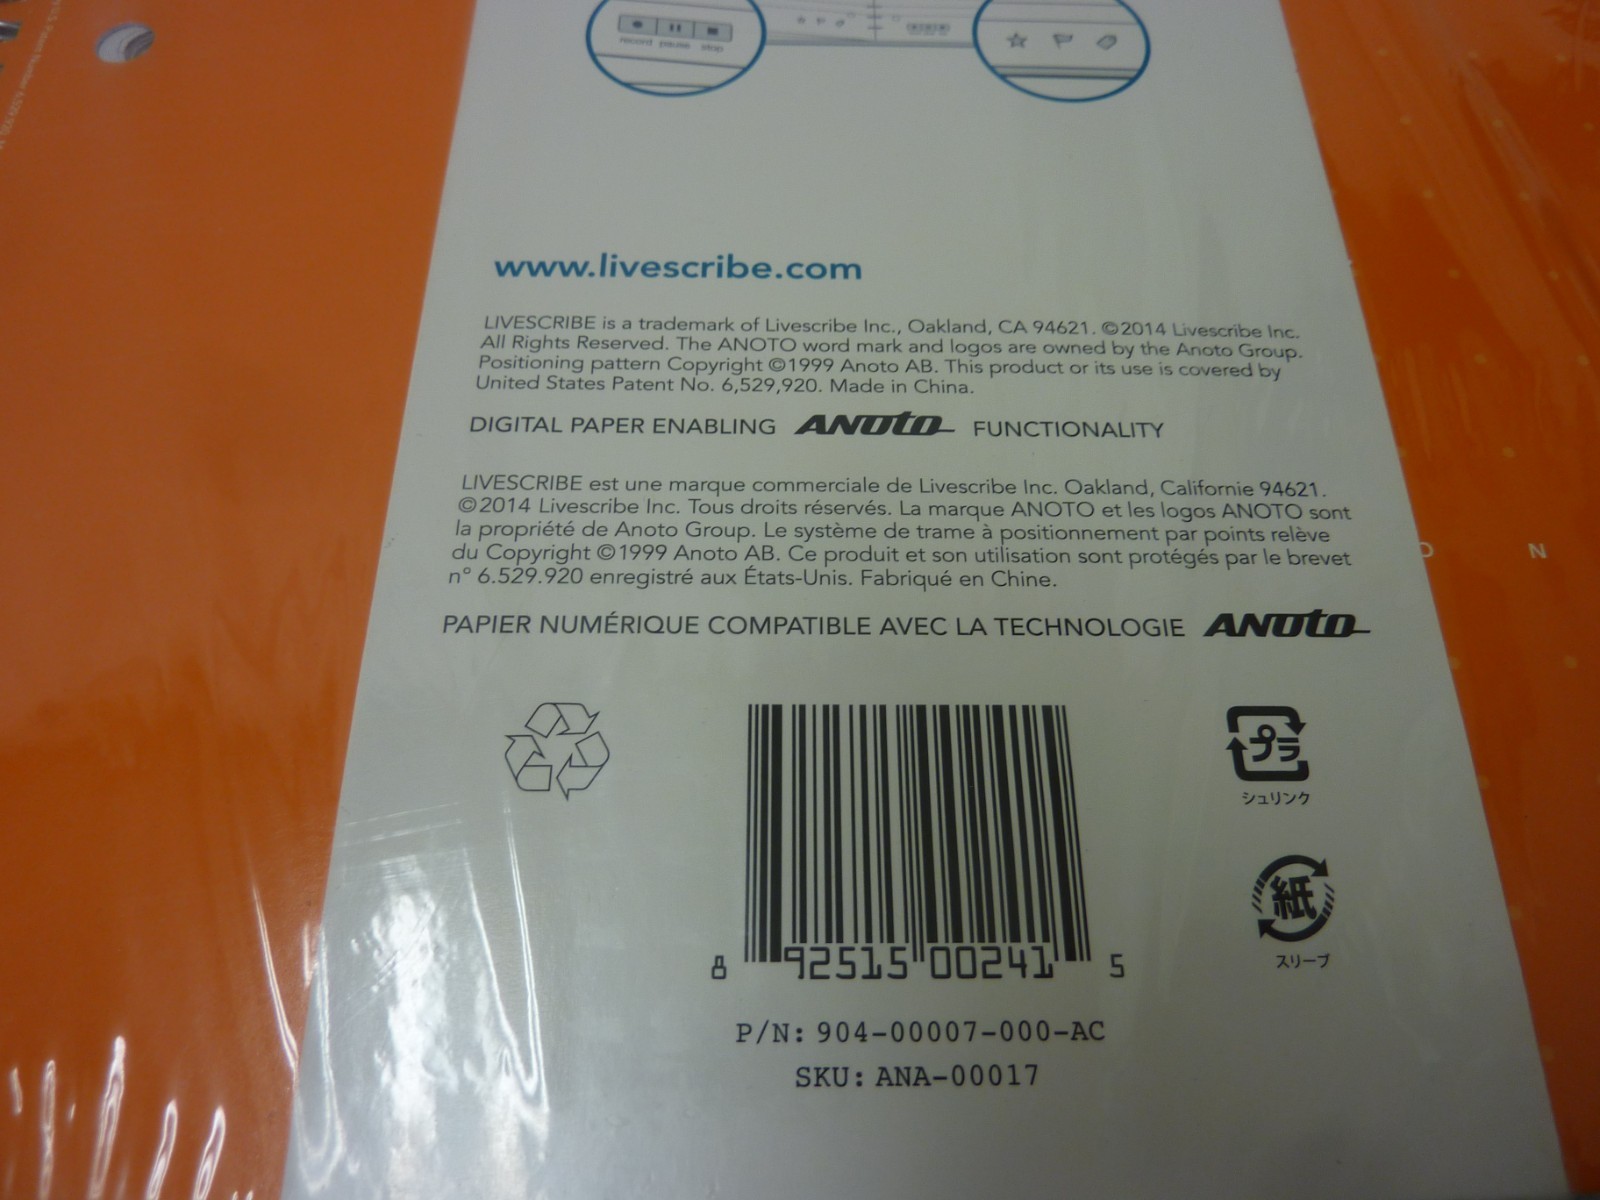 record pause stop
www.livescribe.com
LIVESCRIBE is a trademark of Livescribe Inc., Oakland, CA 94621. ©2014 Livescribe Inc.
All Rights Reserved. The ANOTO word mark and logos are owned by the Anoto Group.
Positioning pattern Copyright ©1999 Anoto AB. This product or its use is covered by
United States Patent No. 6,529,920. Made in China.
DIGITAL PAPER ENABLING ANOTO FUNCTIONALITY
LIVESCRIBE est une marque commerciale de Livescribe Inc. Oakland, Californie 94621.
©2014 Livescribe Inc. Tous droits réservés. La marque ANOTO et les logos ANOTO sont
la propriété de Anoto Group. Le système de trame à positionnement par points relève
du Copyright ©1999 Anoto AB. Ce produit et son utilisation sont protégés par le brevet
n° 6.529.920 enregistré aux États-Unis. Fabriqué en Chine.
PAPIER NUMÉRIQUE COMPATIBLE AVEC LA TECHNOLOGIE ANOTO
プラ
シュリンク
紙
スリーブ
8 92515 00241 5
P/N: 904-00007-000-AC
SKU: ANA-00017
N